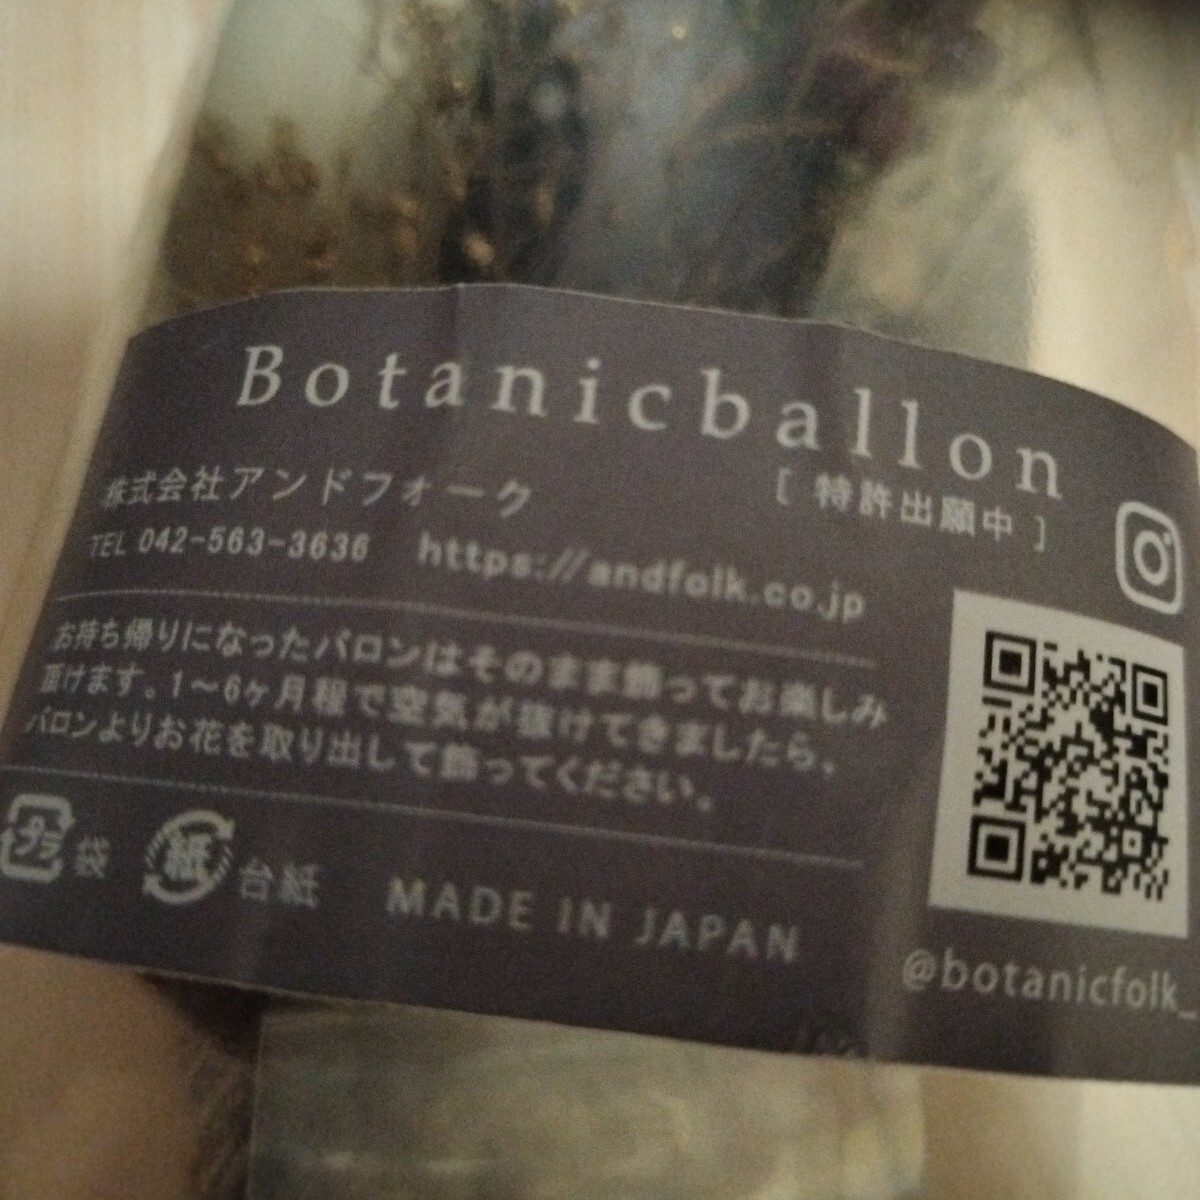 Botanicballon
[ 特許出願中 ]
株式会社アンドフォーク
TEL 042-563-3636 https://andfolk.co.jp
お持ち帰りになったバロンはそのまま飾ってお楽しみ
頂けます。1〜6ヶ月程で空気が抜けてきましたら、
バロンよりお花を取り出して飾ってください。
プラ 袋 紙 台紙 MADE IN JAPAN
@botanicfolk_